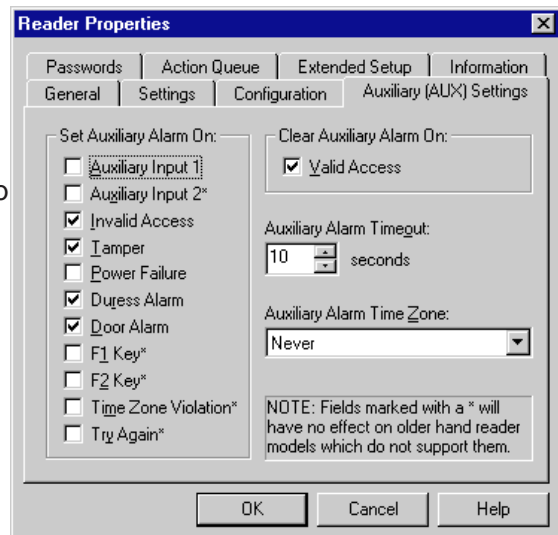 Reader Properties
Passwords
Action Queue
Extended Setup
Information
General
Settings
Configuration
Auxiliary (AUX) Settings
Set Auxiliary Alarm On:
Auxiliary Input 1
Auxiliary Input 2*
Invalid Access
Tamper
Power Failure
Duress Alarm
Door Alarm
F1 Key*
F2 Key*
Time Zone Violation*
Try Again*
Clear Auxiliary Alarm On:
Valid Access
Auxiliary Alarm Timeout:
10 seconds
Auxiliary Alarm Time Zone:
Never
NOTE: Fields marked with a * will
have no effect on older hand reader
models which do not support them.
OK
Cancel
Help